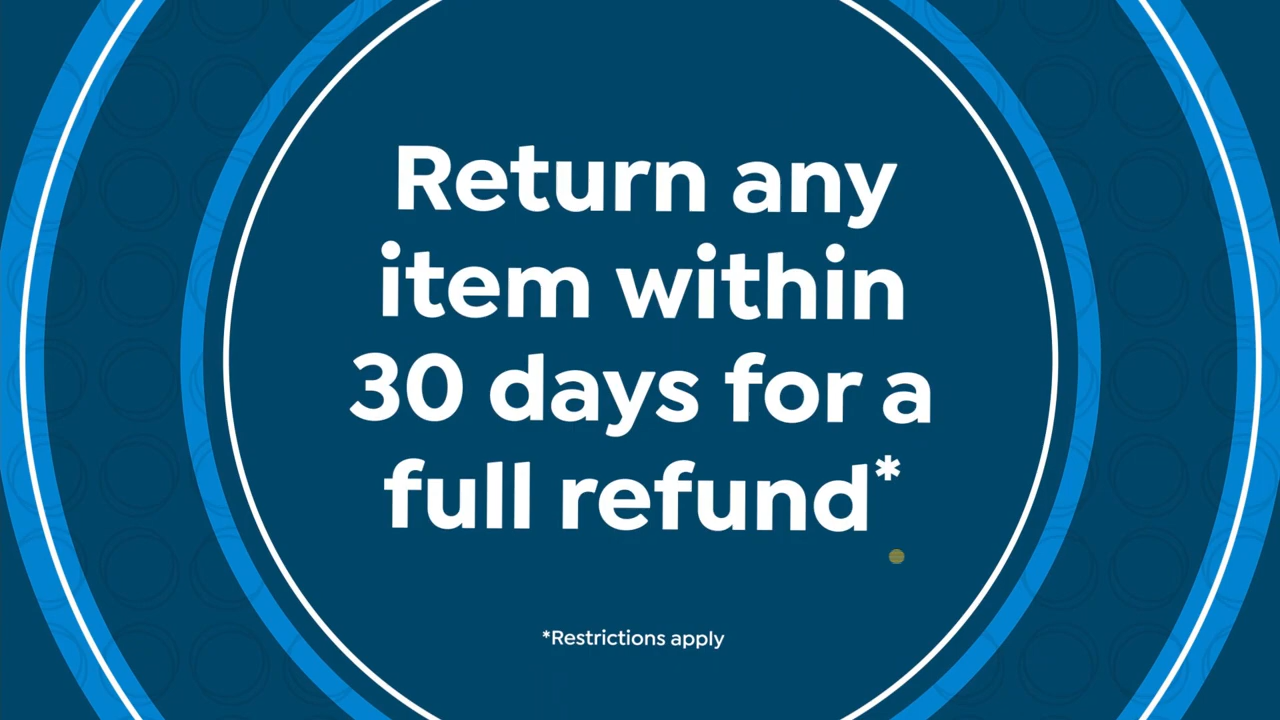 Return any
item within
30 days for a
full refund*
*Restrictions apply